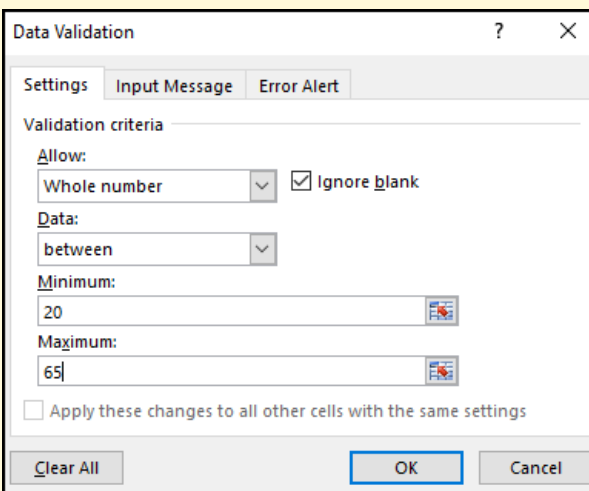 Data Validation ?
Settings Input Message Error Alert
Validation criteria
Allow:
Whole number Ignore blank
Data:
between
Minimum:
20
Maximum:
65
Apply these changes to all other cells with the same settings
Clear All OK Cancel